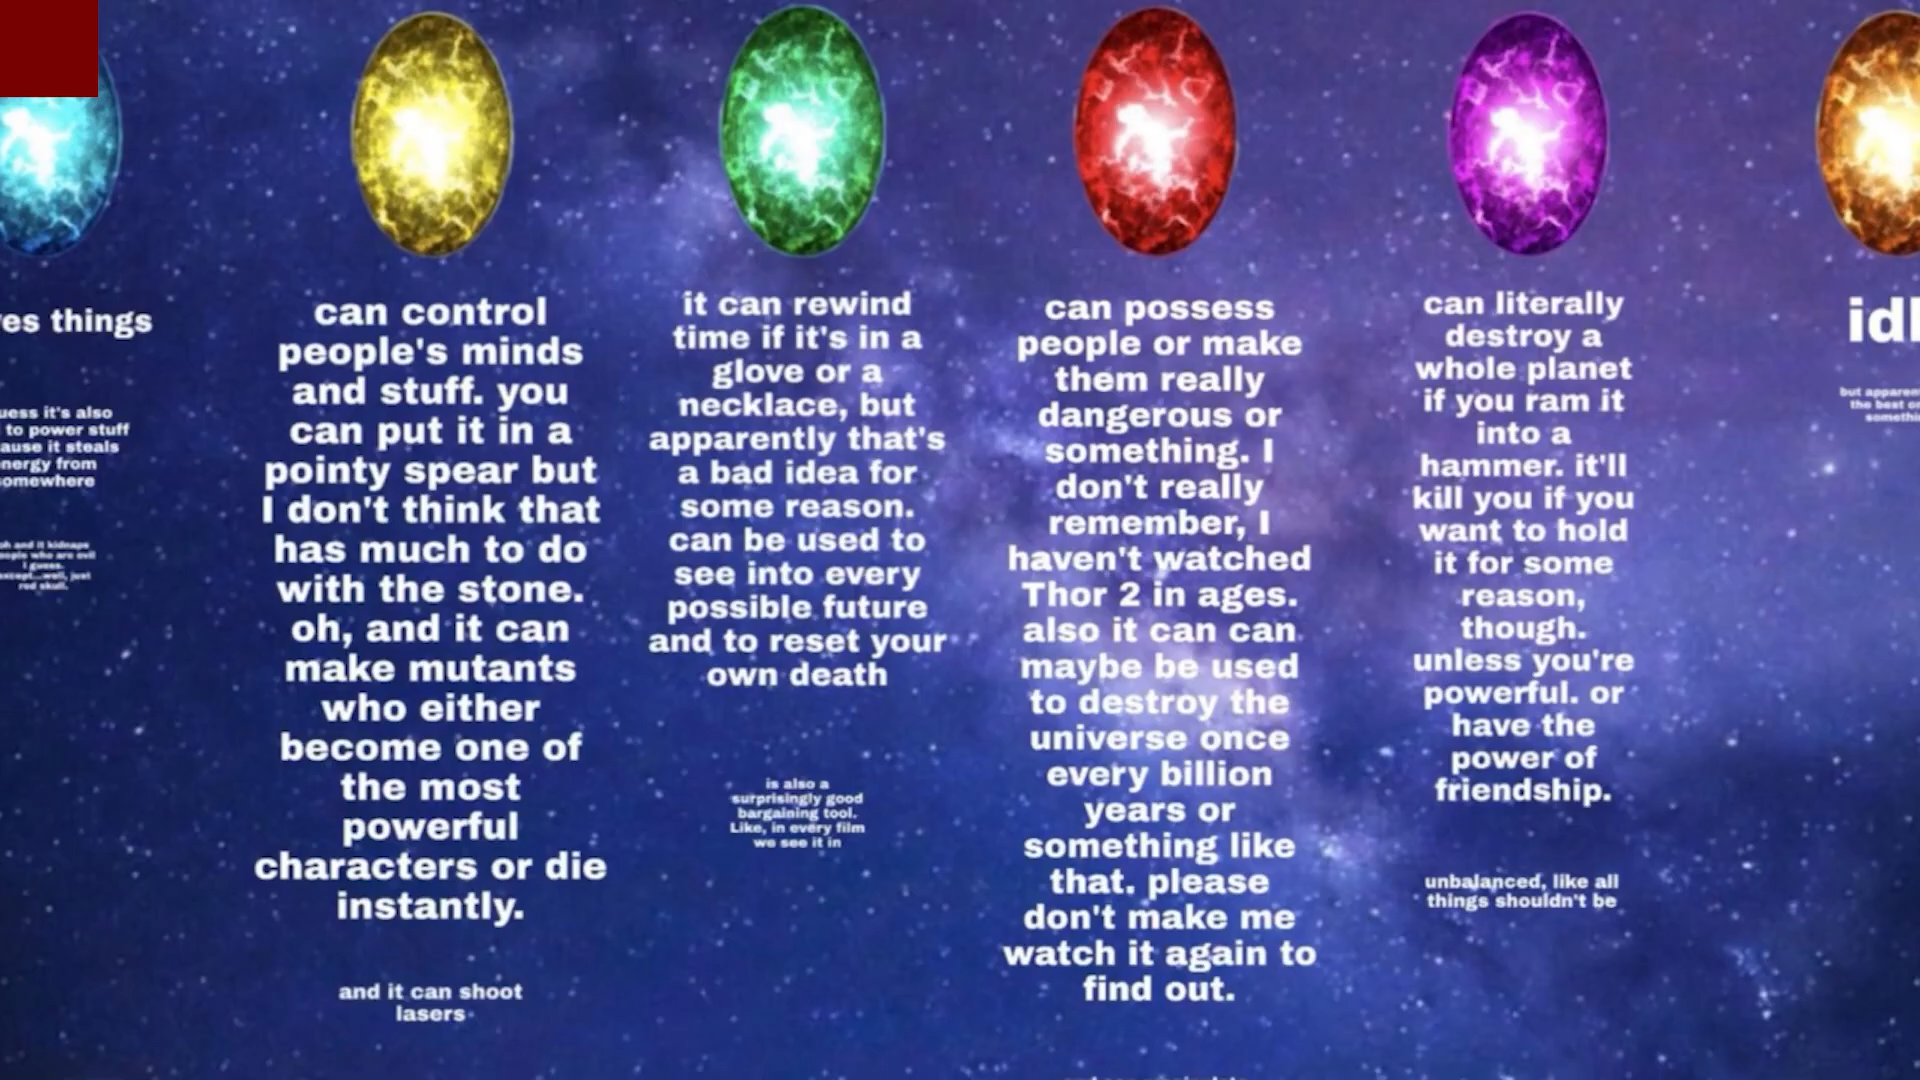 things
it's also
to power stuff
it steals
from
can control
people's minds
and stuff. you
can put it in a
pointy spear but
I don't think that
has much to do
with the stone.
oh, and it can
make mutants
who either
become one of
the most
powerful
characters or die
instantly.
and it can shoot
lasers
it can rewind
time if it's in a
glove or a
necklace, but
apparently that's
a bad idea for
some reason.
can be used to
see into every
possible future
and to reset your
own death
is also a
surprisingly good
bargaining tool.
Like, in every film
we see it in
can possess
people or make
them really
dangerous or
something. I
don't really
remember, I
haven't watched
Thor 2 in ages.
also it can can
maybe be used
to destroy the
universe once
every billion
years or
something like
that. please
don't make me
watch it again to
find out.
can literally
destroy a
whole planet
if you ram it
into a
hammer. it'll
kill you if you
want to hold
it for some
reason,
though.
unless you're
powerful. or
have the
power of
friendship.
unbalanced, like all
things shouldn't be
but
the best